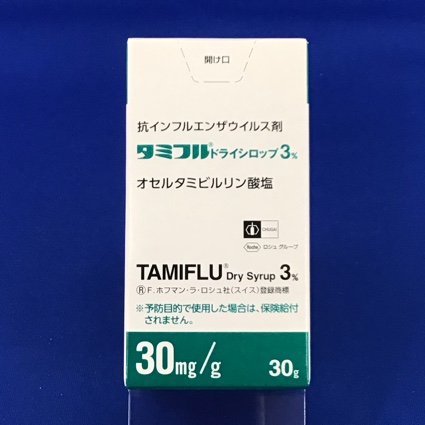 開け口
抗インフルエンザウイルス剤
タミフル®ドライシロップ3%
オセルタミビルリン酸塩
CHUGAI
Roche ロシュ グループ
TAMIFLU® Dry Syrup 3%
Ⓡ F.ホフマン・ラ・ロシュ社(スイス)登録商標
※予防目的で使用した場合は、保険給付
されません。
30mg/g 30g